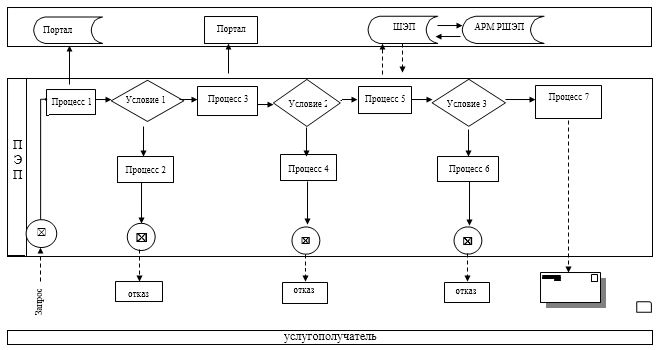 Портал
Портал
ШЭП
АРМ РШЭП
Процесс 1
Условие 1
Процесс 3
Условие 2
Процесс 5
Условие 3
Процесс 7
П
Э
П
Процесс 2
Процесс 4
Процесс 6
Запрос
отказ
отказ
отказ
услугополучатель